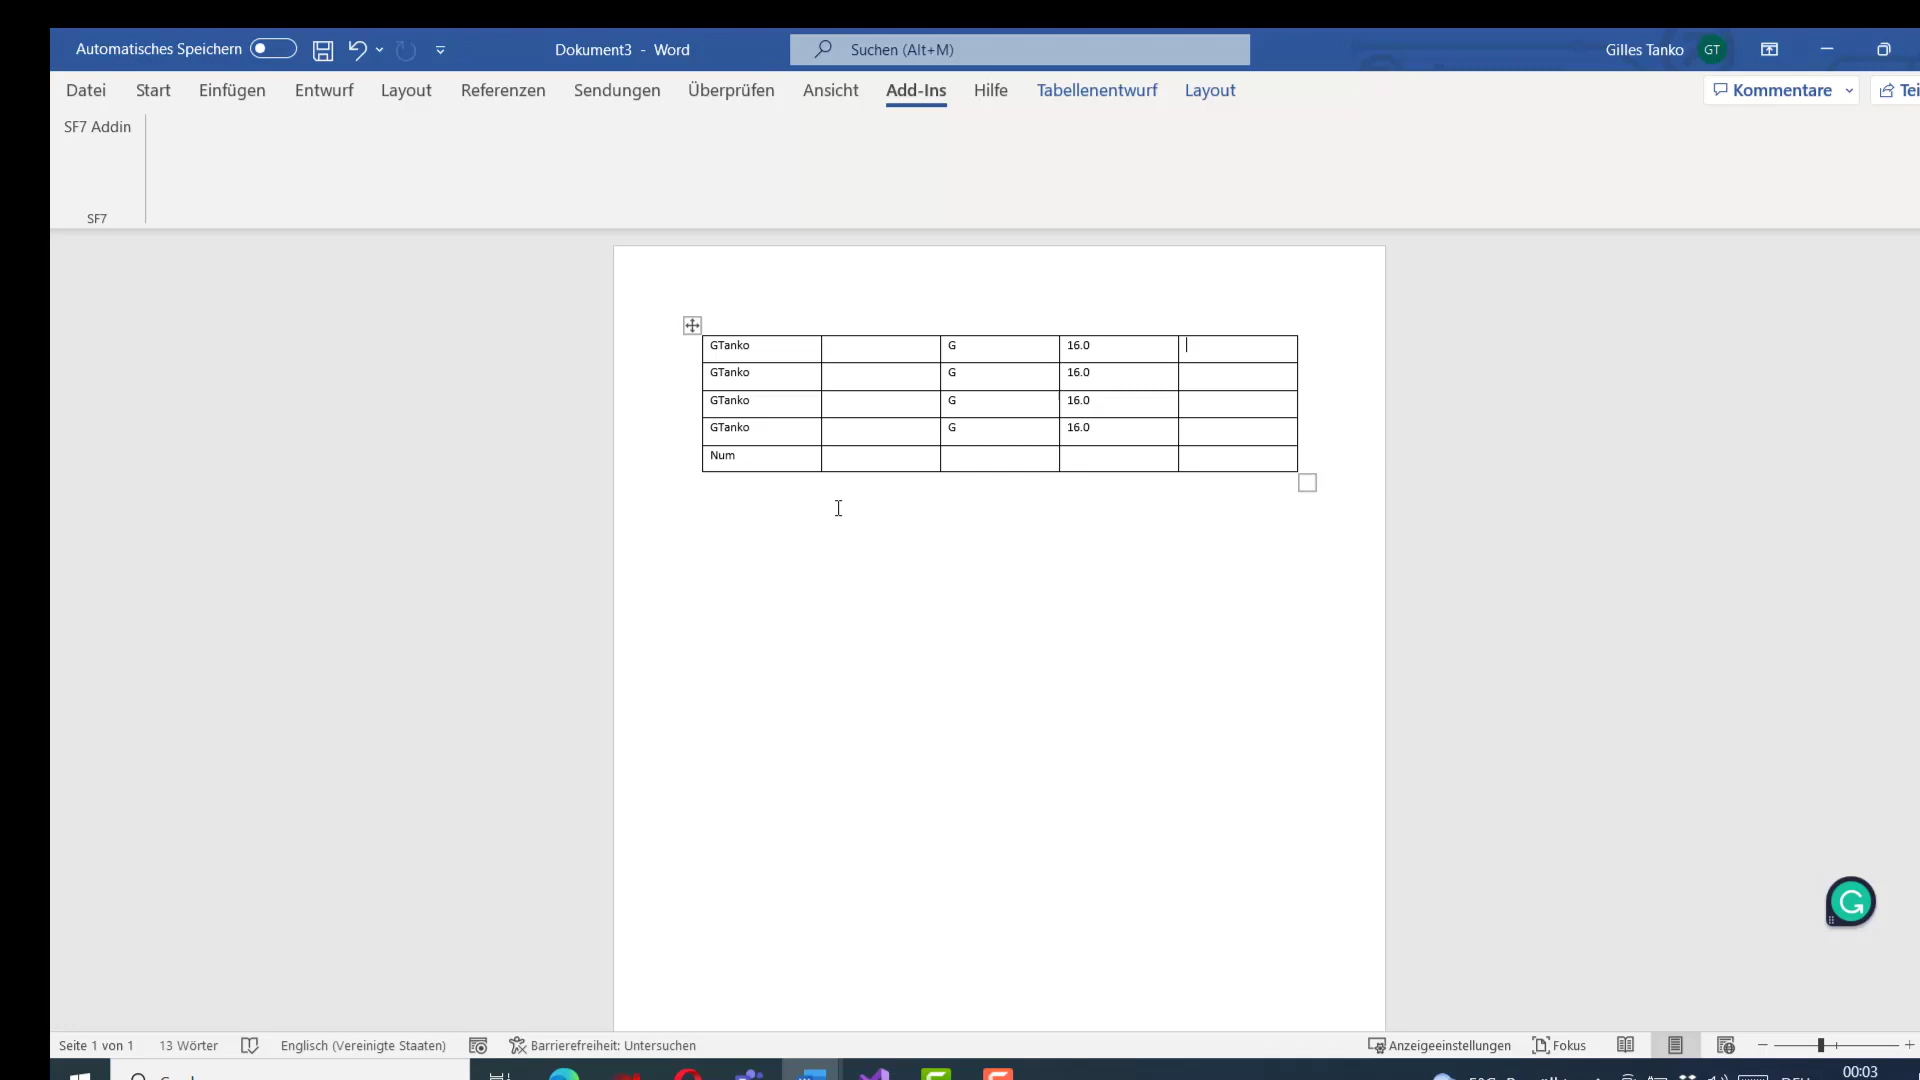 Automatisches Speichern
Dokument3 - Word
Suchen (Alt+M)
Gilles Tanko GT
Datei Start Einfügen Entwurf Layout Referenzen Sendungen Überprüfen Ansicht Add-Ins Hilfe Tabellenentwurf Layout Kommentare Tei
SF7 Addin
SF7
GTanko G 16.0
GTanko G 16.0
GTanko G 16.0
GTanko G 16.0
Num
Seite 1 von 1 13 Wörter Englisch (Vereinigte Staaten) Barrierefreiheit: Untersuchen Anzeigeeinstellungen Fokus
00:03